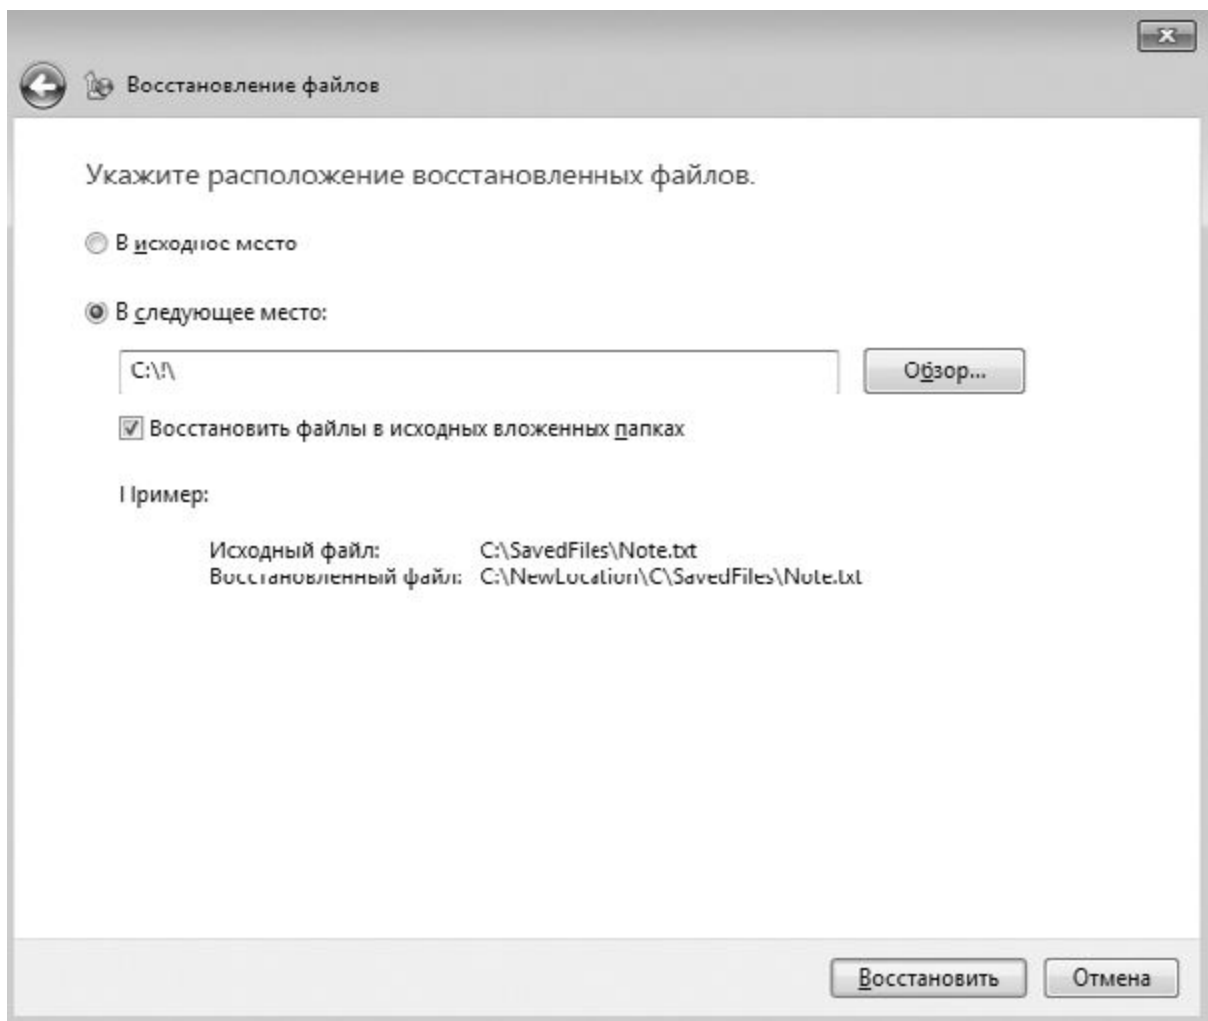 Восстановление файлов
Укажите расположение восстановленных файлов.
В исходное место
В следующее место:
C:\!\
Обзор...
Восстановить файлы в исходных вложенных папках
Пример:
Исходный файл: C:\SavedFiles\Note.txt
Восстановленный файл: C:\NewLocation\C\SavedFiles\Note.txt
Восстановить
Отмена